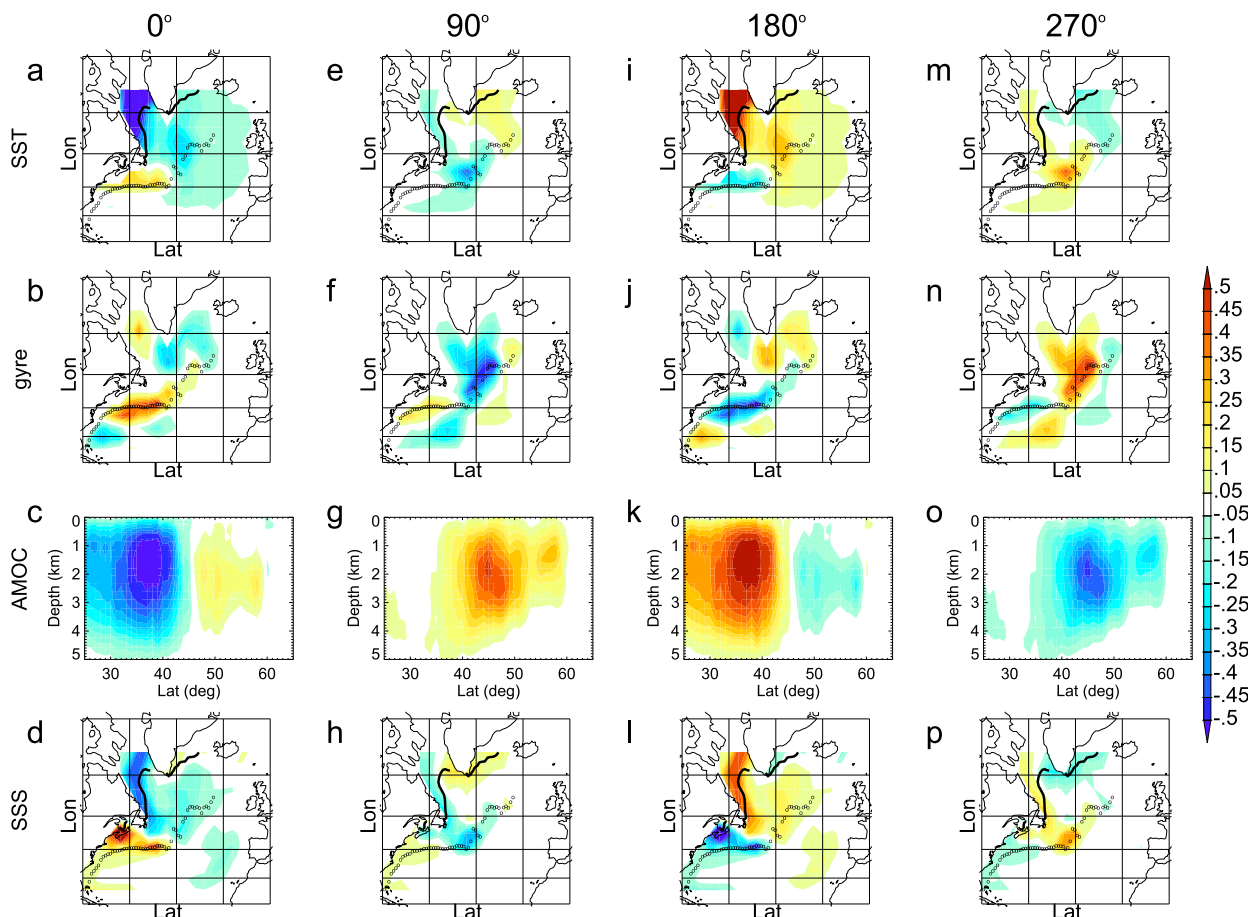 0° 90° 180° 270°
a e i m
SST Lon Lon Lon Lon
Lat Lat Lat Lat
b f j n
gyre Lon Lon Lon Lon
Lat Lat Lat Lat
.5
.45
.4
.35
.3
.25
.2
.15
.1
.05
-.05
-.1
-.15
-.2
-.25
-.3
-.35
-.4
-.45
-.5
c g k o
AMOC
Depth (km) Depth (km) Depth (km) Depth (km)
0 0 0 0
1 1 1 1
2 2 2 2
3 3 3 3
4 4 4 4
5 5 5 5
30 40 50 60 30 40 50 60 30 40 50 60 30 40 50 60
Lat (deg) Lat (deg) Lat (deg) Lat (deg)
d h l p
SSS Lon Lon Lon Lon
Lat Lat Lat Lat